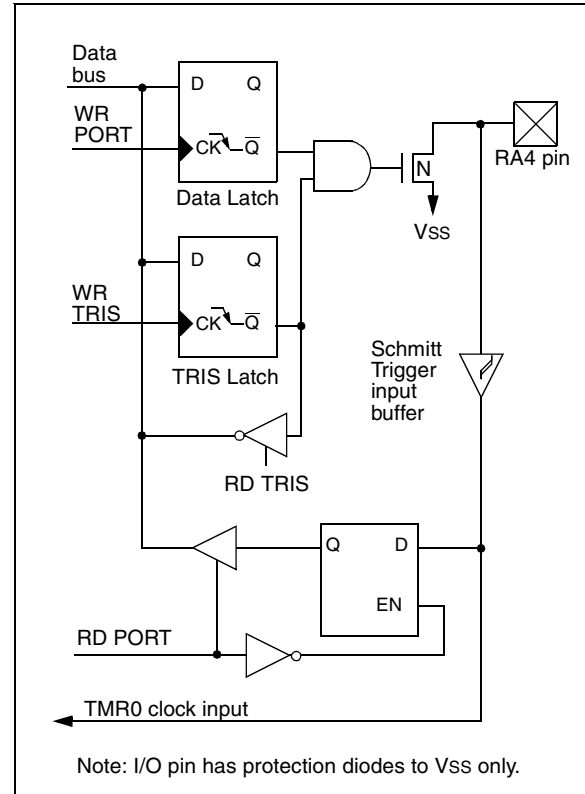 Data
bus
D Q
WR
PORT
CK Q
N
RA4 pin
Data Latch
VSS
D Q
WR
TRIS
CK Q
Schmitt
Trigger
input
buffer
TRIS Latch
RD TRIS
Q D
EN
RD PORT
TMR0 clock input
Note: I/O pin has protection diodes to VSS only.